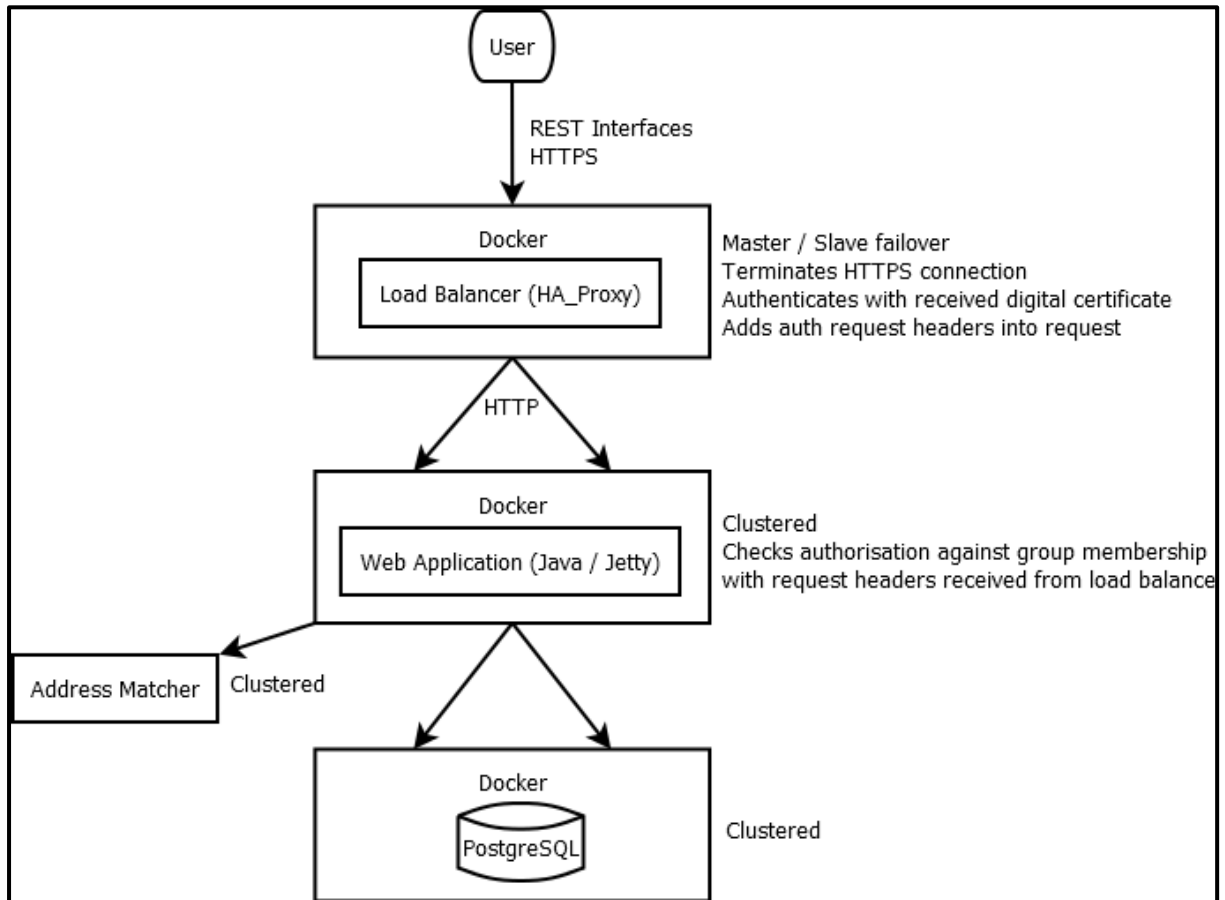 User
REST Interfaces
HTTPS
Docker
Load Balancer (HA_Proxy)
Master / Slave failover
Terminates HTTPS connection
Authenticates with received digital certificate
Adds auth request headers into request
HTTP
Docker
Web Application (Java / Jetty)
Clustered
Checks authorisation against group membership
with request headers received from load balance
Address Matcher
Clustered
Docker
PostgreSQL
Clustered